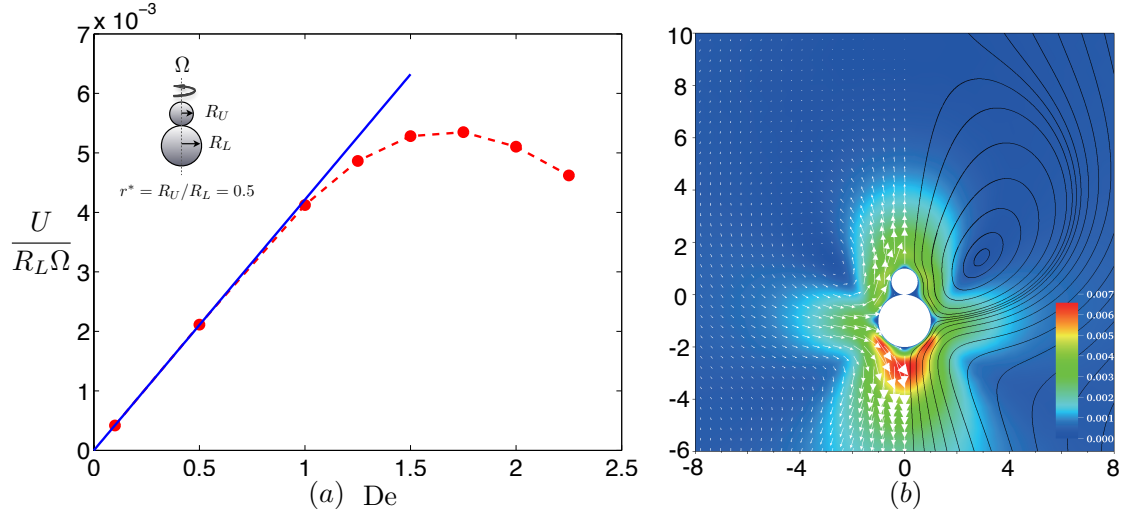 × 10⁻³
7
6
5
4
3
2
1
0
U
R_LΩ
Ω
R_U
R_L
r* = R_U/R_L = 0.5
0 0.5 1 1.5 2 2.5
(a) De
10
8
6
4
2
0
-2
-4
-6
-8 -4 0 4 8
0.007
0.006
0.005
0.004
0.003
0.002
0.001
0.000
(b)